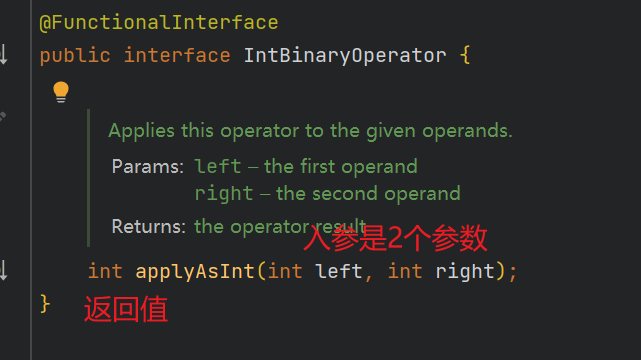 @FunctionalInterface
public interface IntBinaryOperator {
Applies this operator to the given operands.
Params: left – the first operand
right – the second operand
Returns: the operator result
入参是2个参数
int applyAsInt(int left, int right);
}
返回值